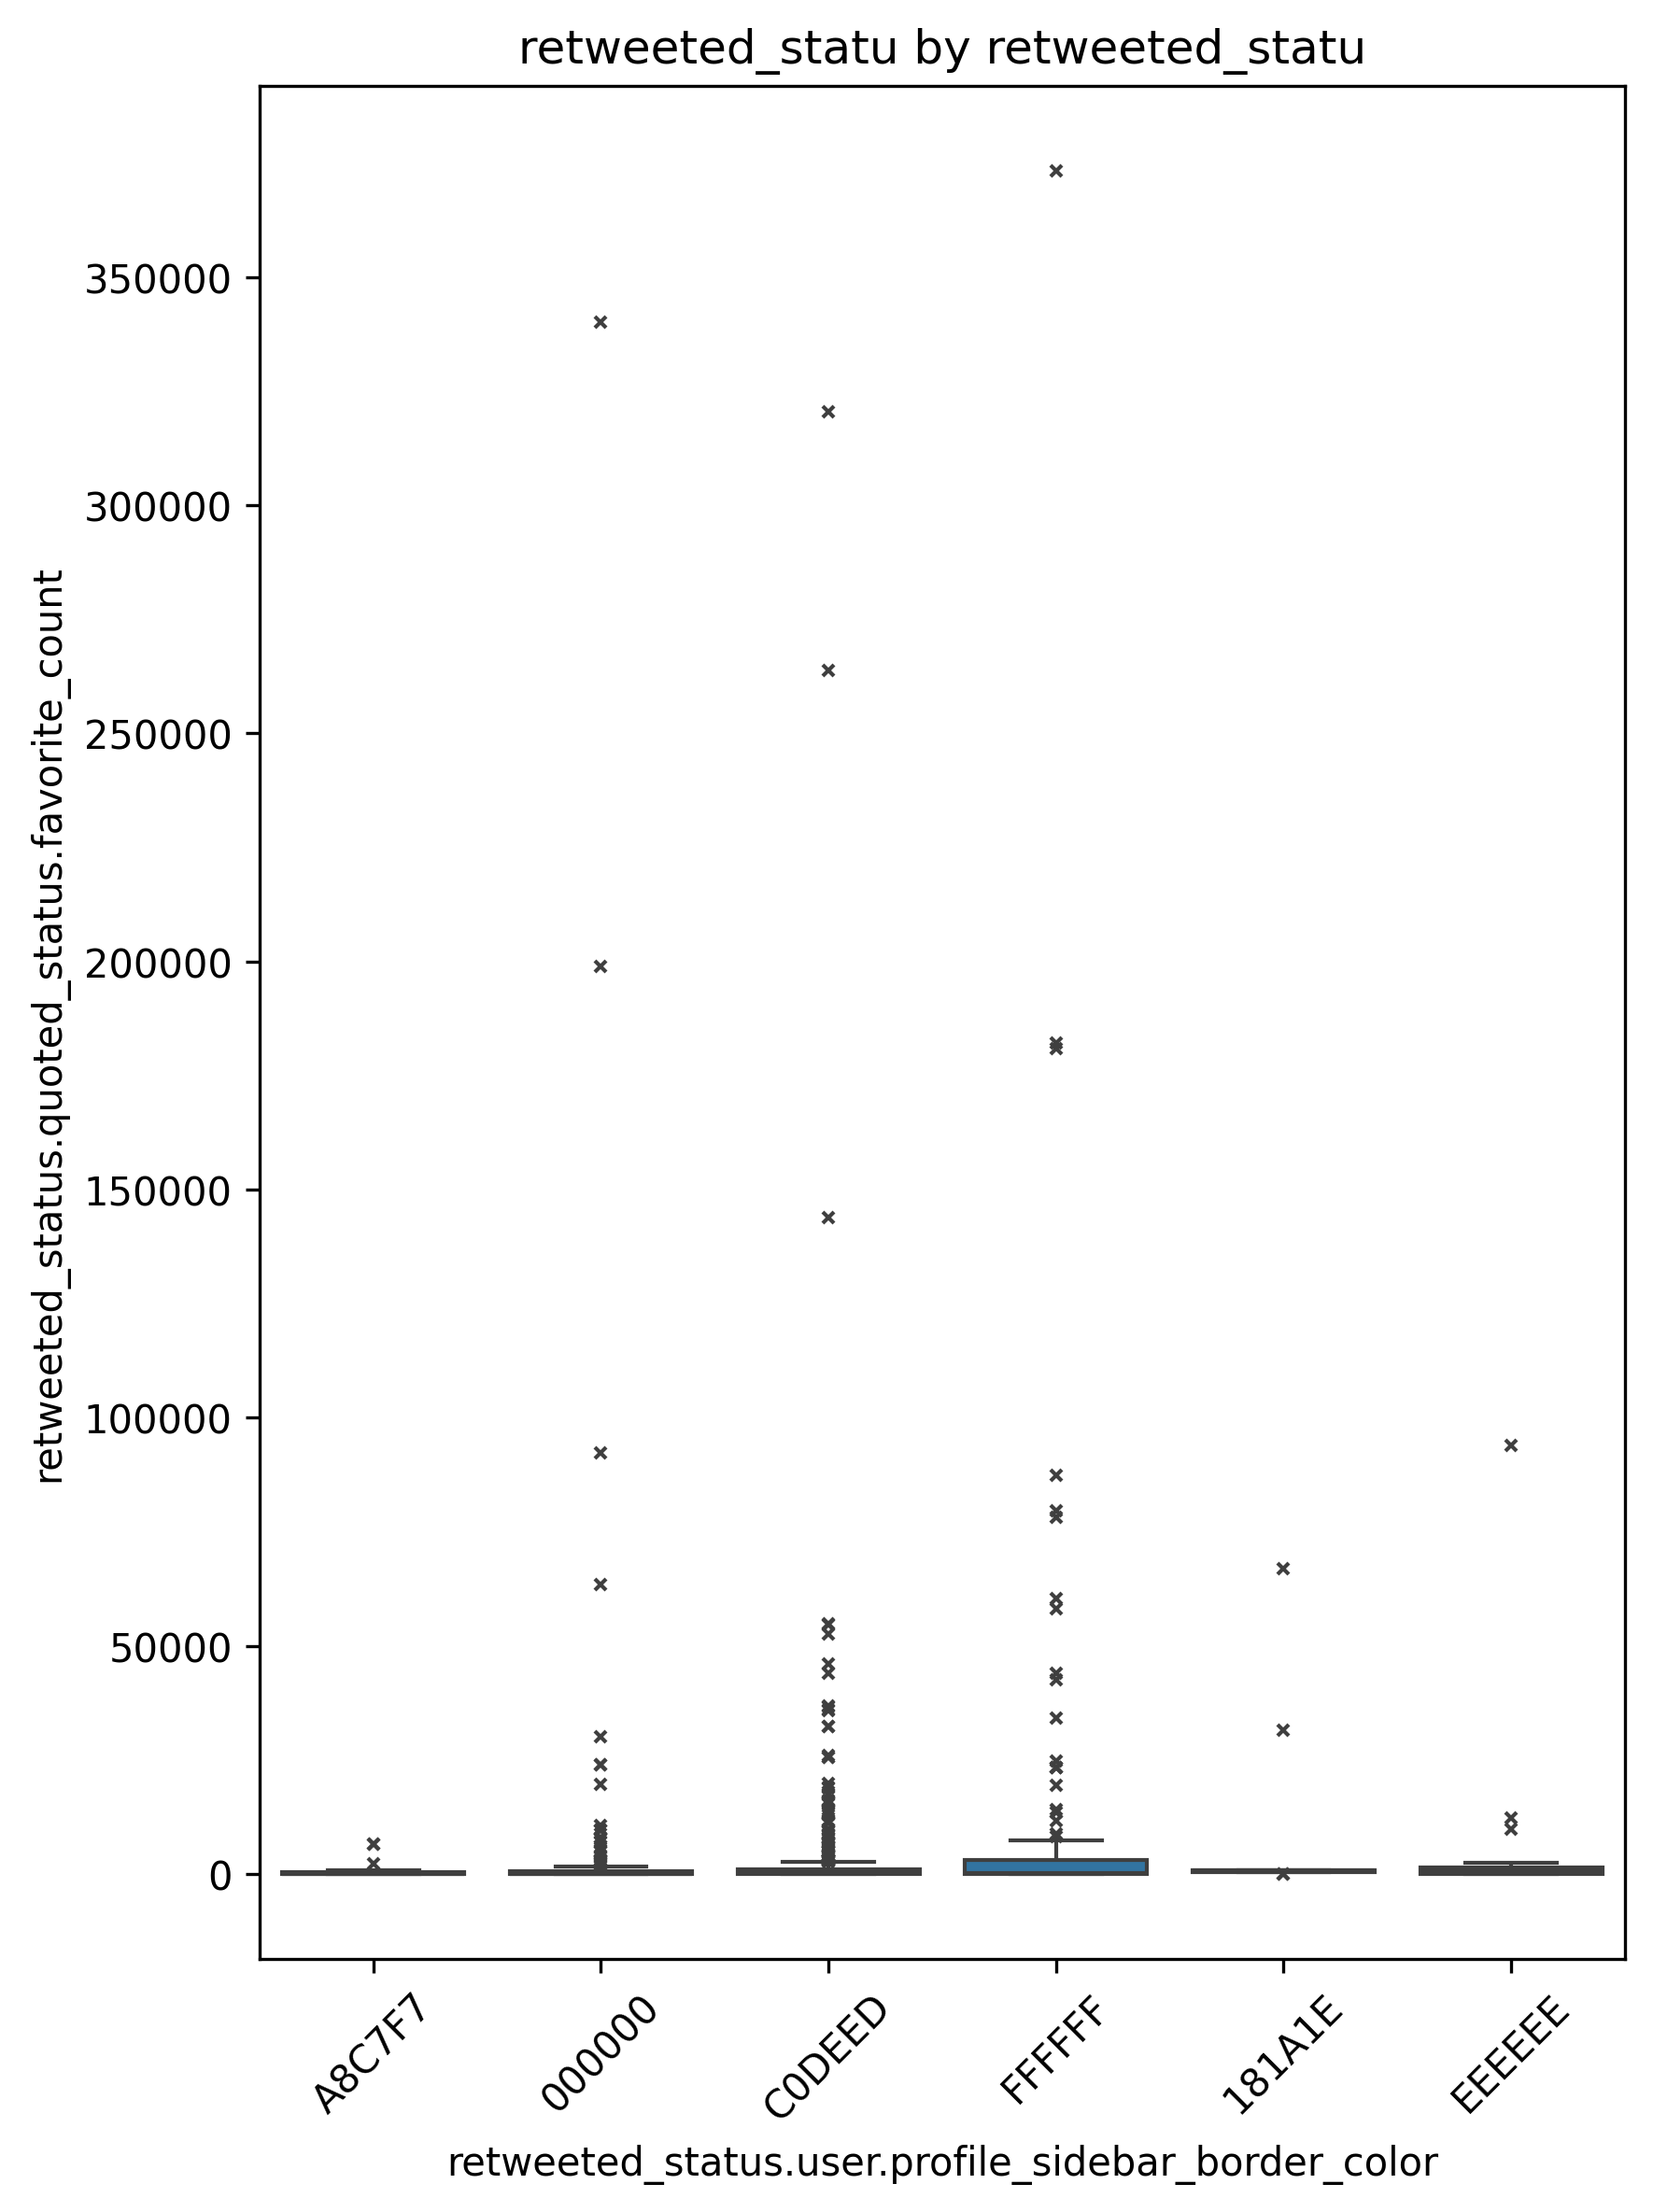 retweeted_statu by retweeted_statu
retweeted_status.quoted_status.favorite_count
350000
300000
250000
200000
150000
100000
50000
0
A8C7F7
000000
C0DEED
FFFFFF
181A1E
EEEEEE
retweeted_status.user.profile_sidebar_border_color